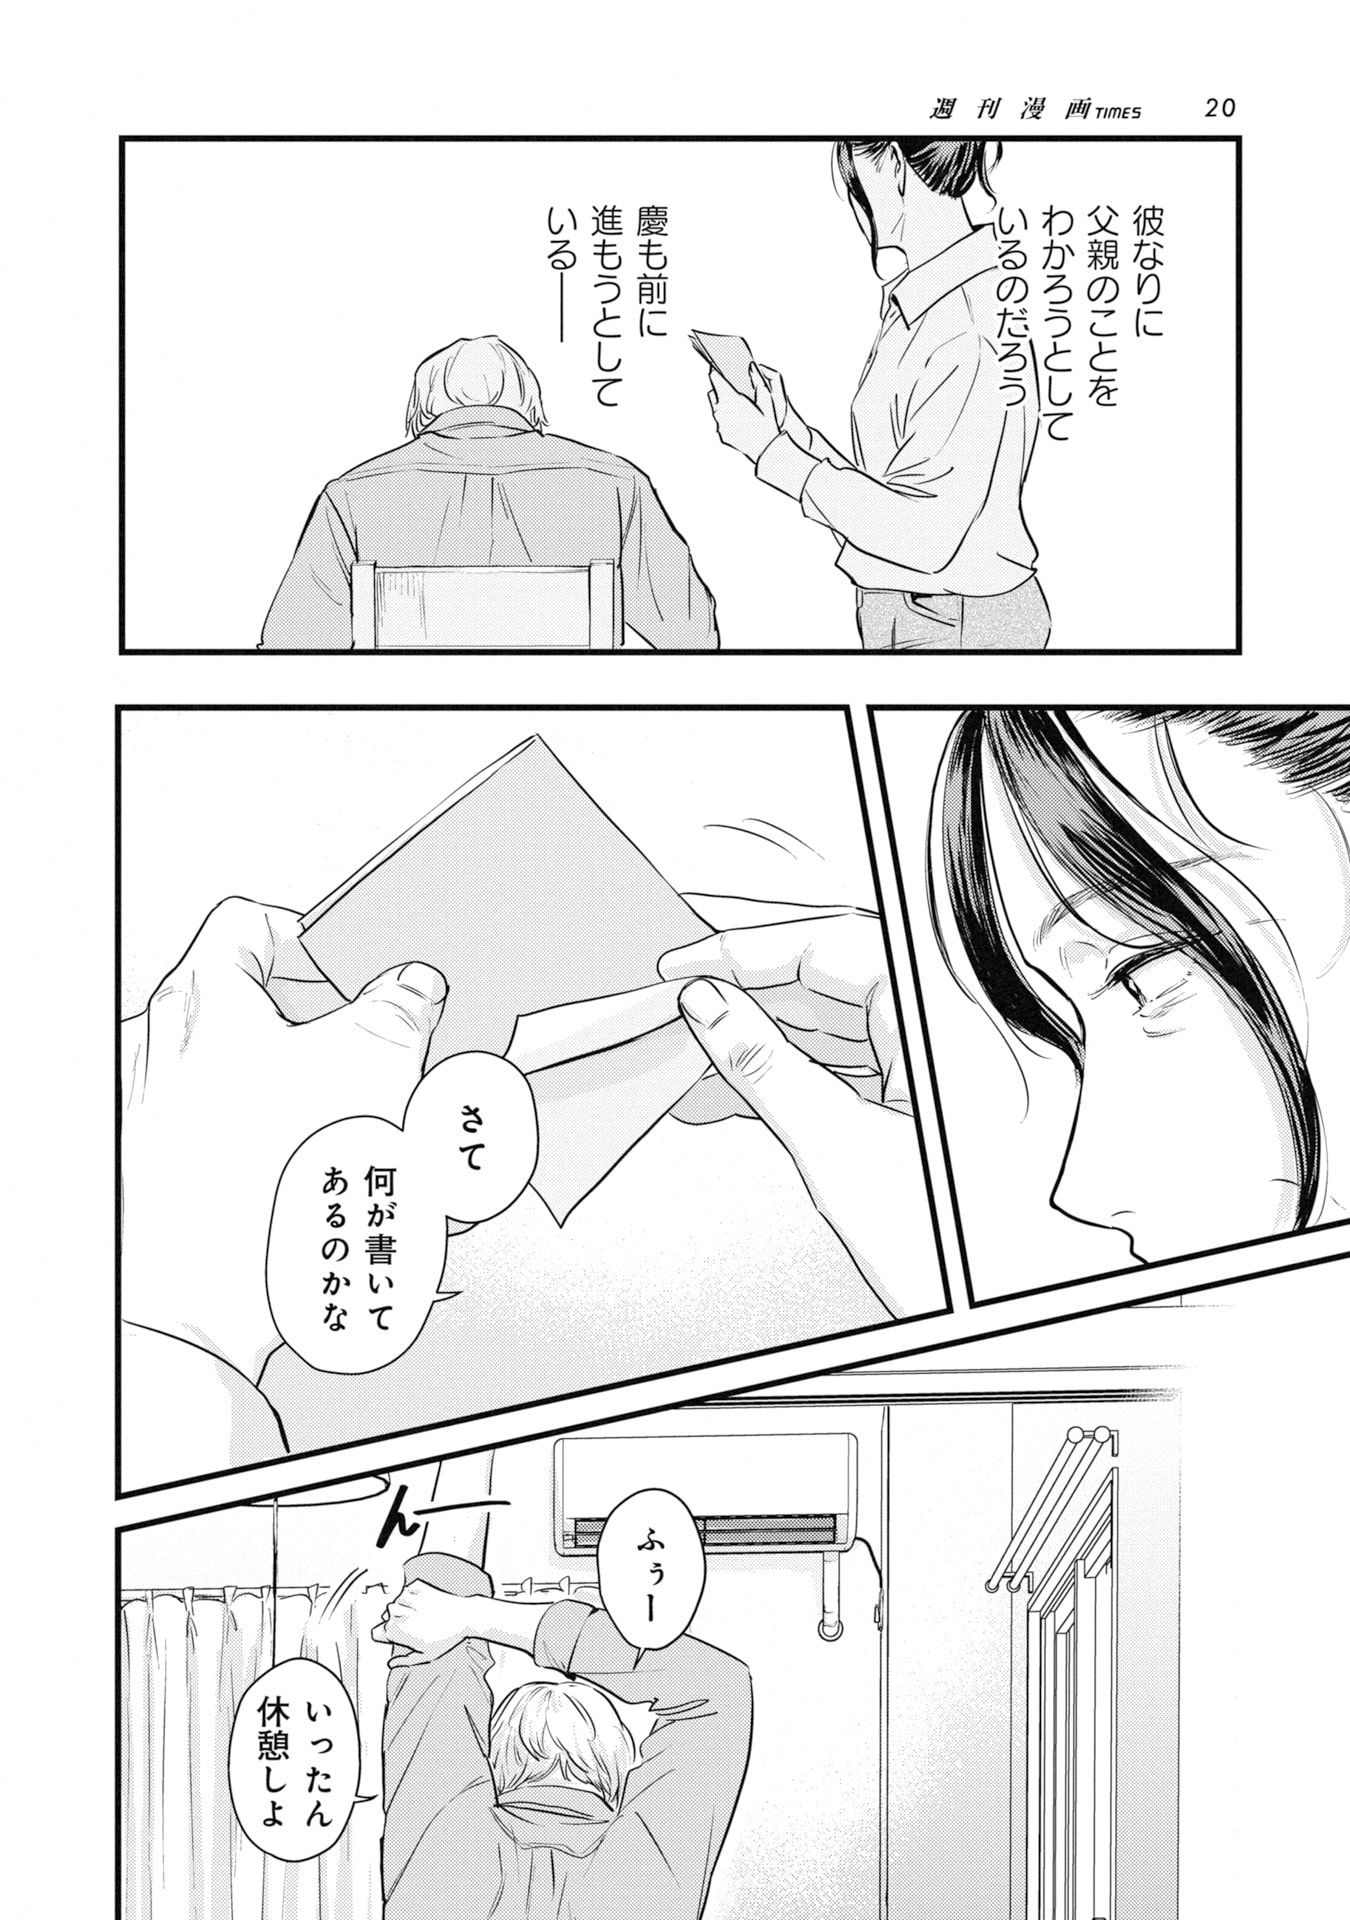 週刊漫画TIMES
20
彼なりに
父親のことを
わかろうとして
いるのだろう
慶も前に
進もうとして
いる――
さて
何が書いて
あるのかな
ふぅー
んー
いったん
休憩しよ